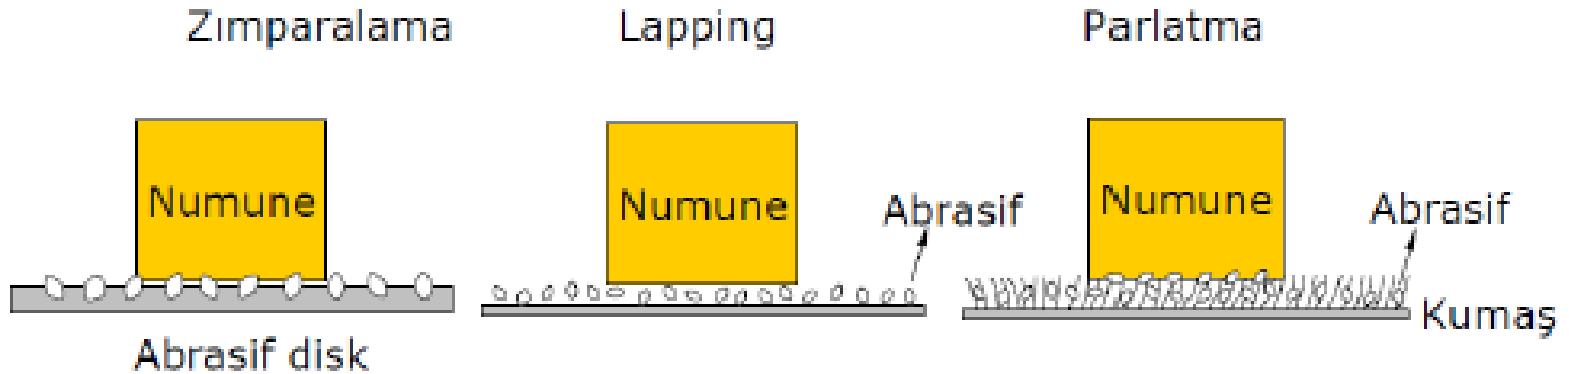 Zımparalama
Lapping
Parlatma
Numune
Numune
Numune
Abrasif
Abrasif
Kumaş
Abrasif disk